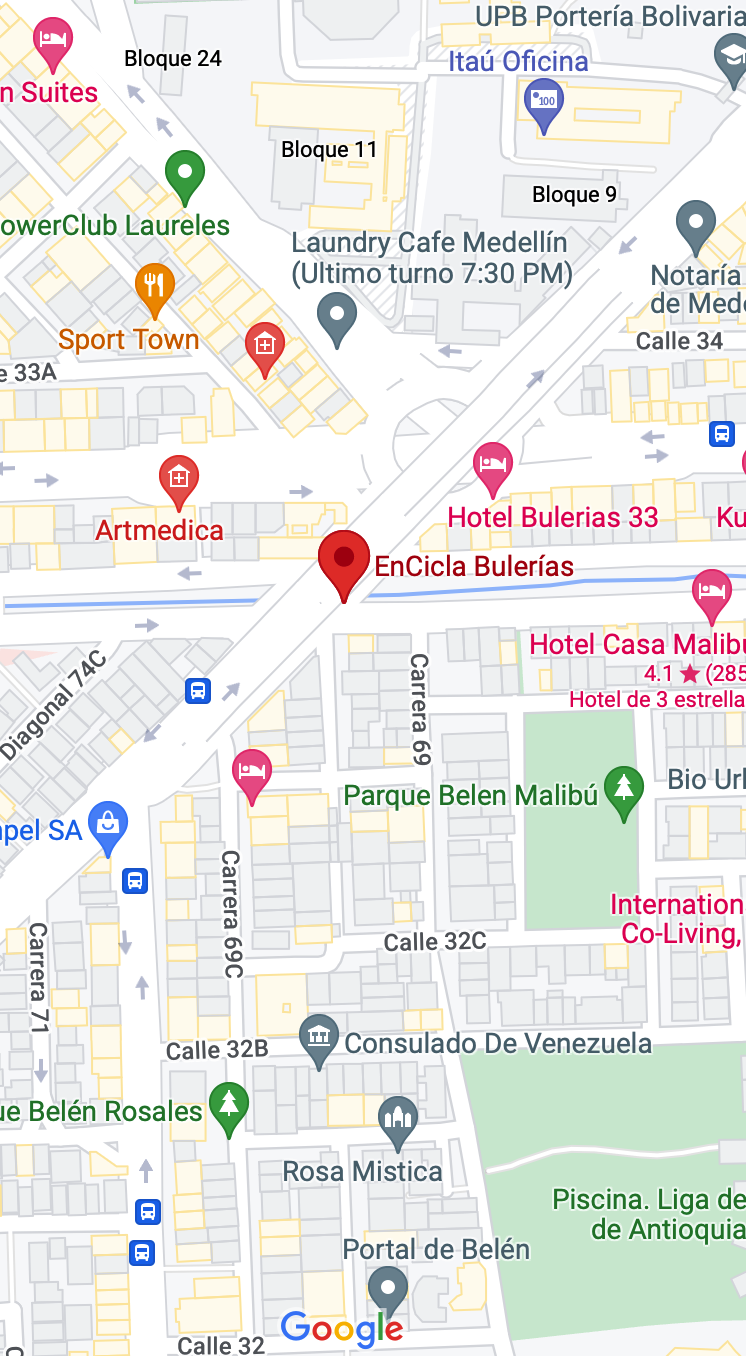 UPB Portería Bolivaria
Bloque 24
Itaú Oficina
n Suites
100
Bloque 11
Bloque 9
owerClub Laureles
Laundry Cafe Medellín
(Ultimo turno 7:30 PM)
Notaría
de Mede
Sport Town
Calle 34
e 33A
Hotel Bulerias 33
Ku
Artmedica
EnCicla Bulerías
Hotel Casa Malibu
4.1 ★ (285
Hotel de 3 estrella
Diagonal 74C
Carrera 69
Bio Url
Parque Belen Malibú
pel SA
Carrera 69C
Internation
Co-Living,
Carrera 71
Calle 32C
Calle 32B
Consulado De Venezuela
ue Belén Rosales
Rosa Mistica
Piscina. Liga de
de Antioquia
Portal de Belén
Google
Calle 32